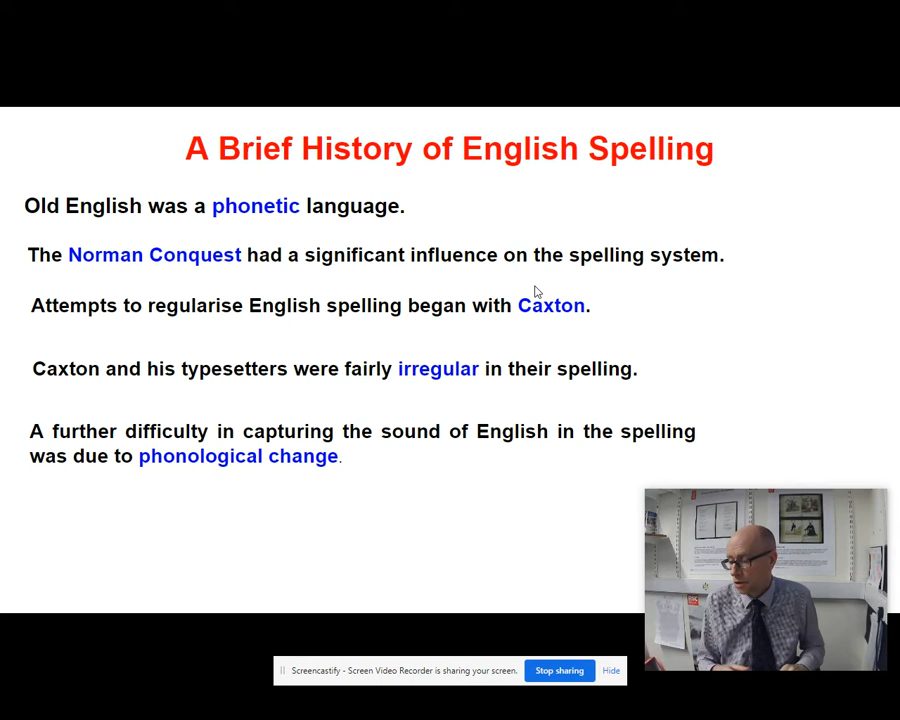 A Brief History of English Spelling
Old English was a phonetic language.
The Norman Conquest had a significant influence on the spelling system.
Attempts to regularise English spelling began with Caxton.
Caxton and his typesetters were fairly irregular in their spelling.
A further difficulty in capturing the sound of English in the spelling
was due to phonological change.
Screencastify - Screen Video Recorder is sharing your screen.
Stop sharing
Hide